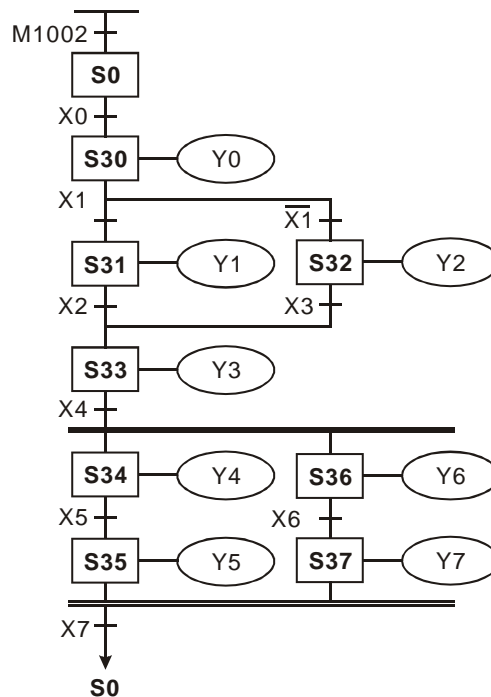 M1002
S0
X0
S30 Y0
X1 X̅1̅
S31 Y1 S32 Y2
X2 X3
S33 Y3
X4
S34 Y4 S36 Y6
X5 X6
S35 Y5 S37 Y7
X7
S0